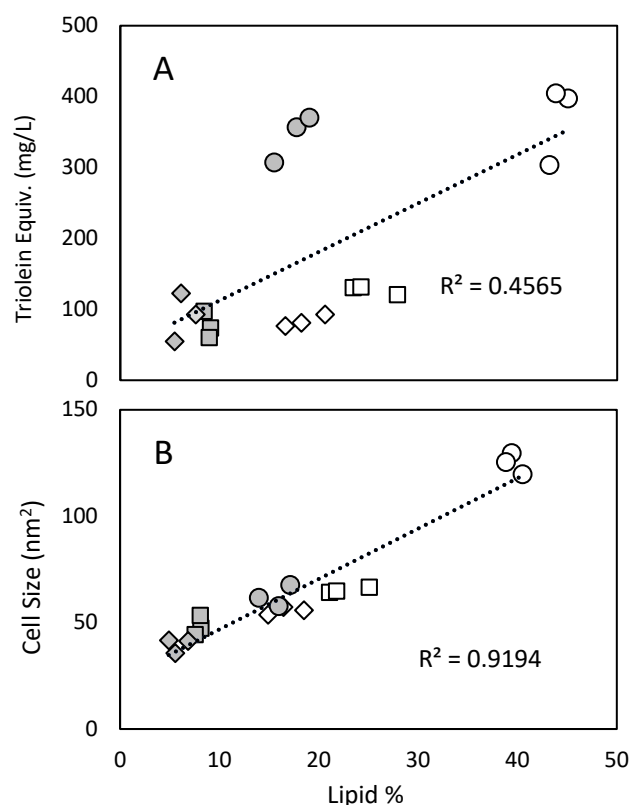 500
A
400
300
200
R² = 0.4565
100
0
Triolein Equiv. (mg/L)
150
B
100
50
R² = 0.9194
0
Cell Size (nm²)
0 10 20 30 40 50
Lipid %